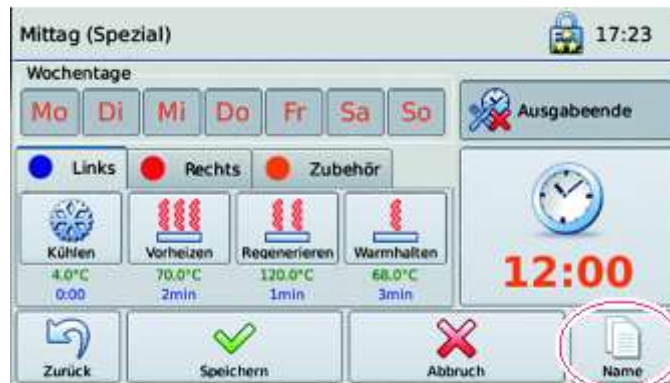 Mittag (Spezial) 17:23
Wochentage
Mo Di Mi Do Fr Sa So
Ausgabeende
Links Rechts Zubehör
Kühlen Vorheizen Regenerieren Warmhalten
4.0°C 70.0°C 120.0°C 68.0°C
0:00 2min 1min 3min
12:00
Zurück Speichern Abbruch Name